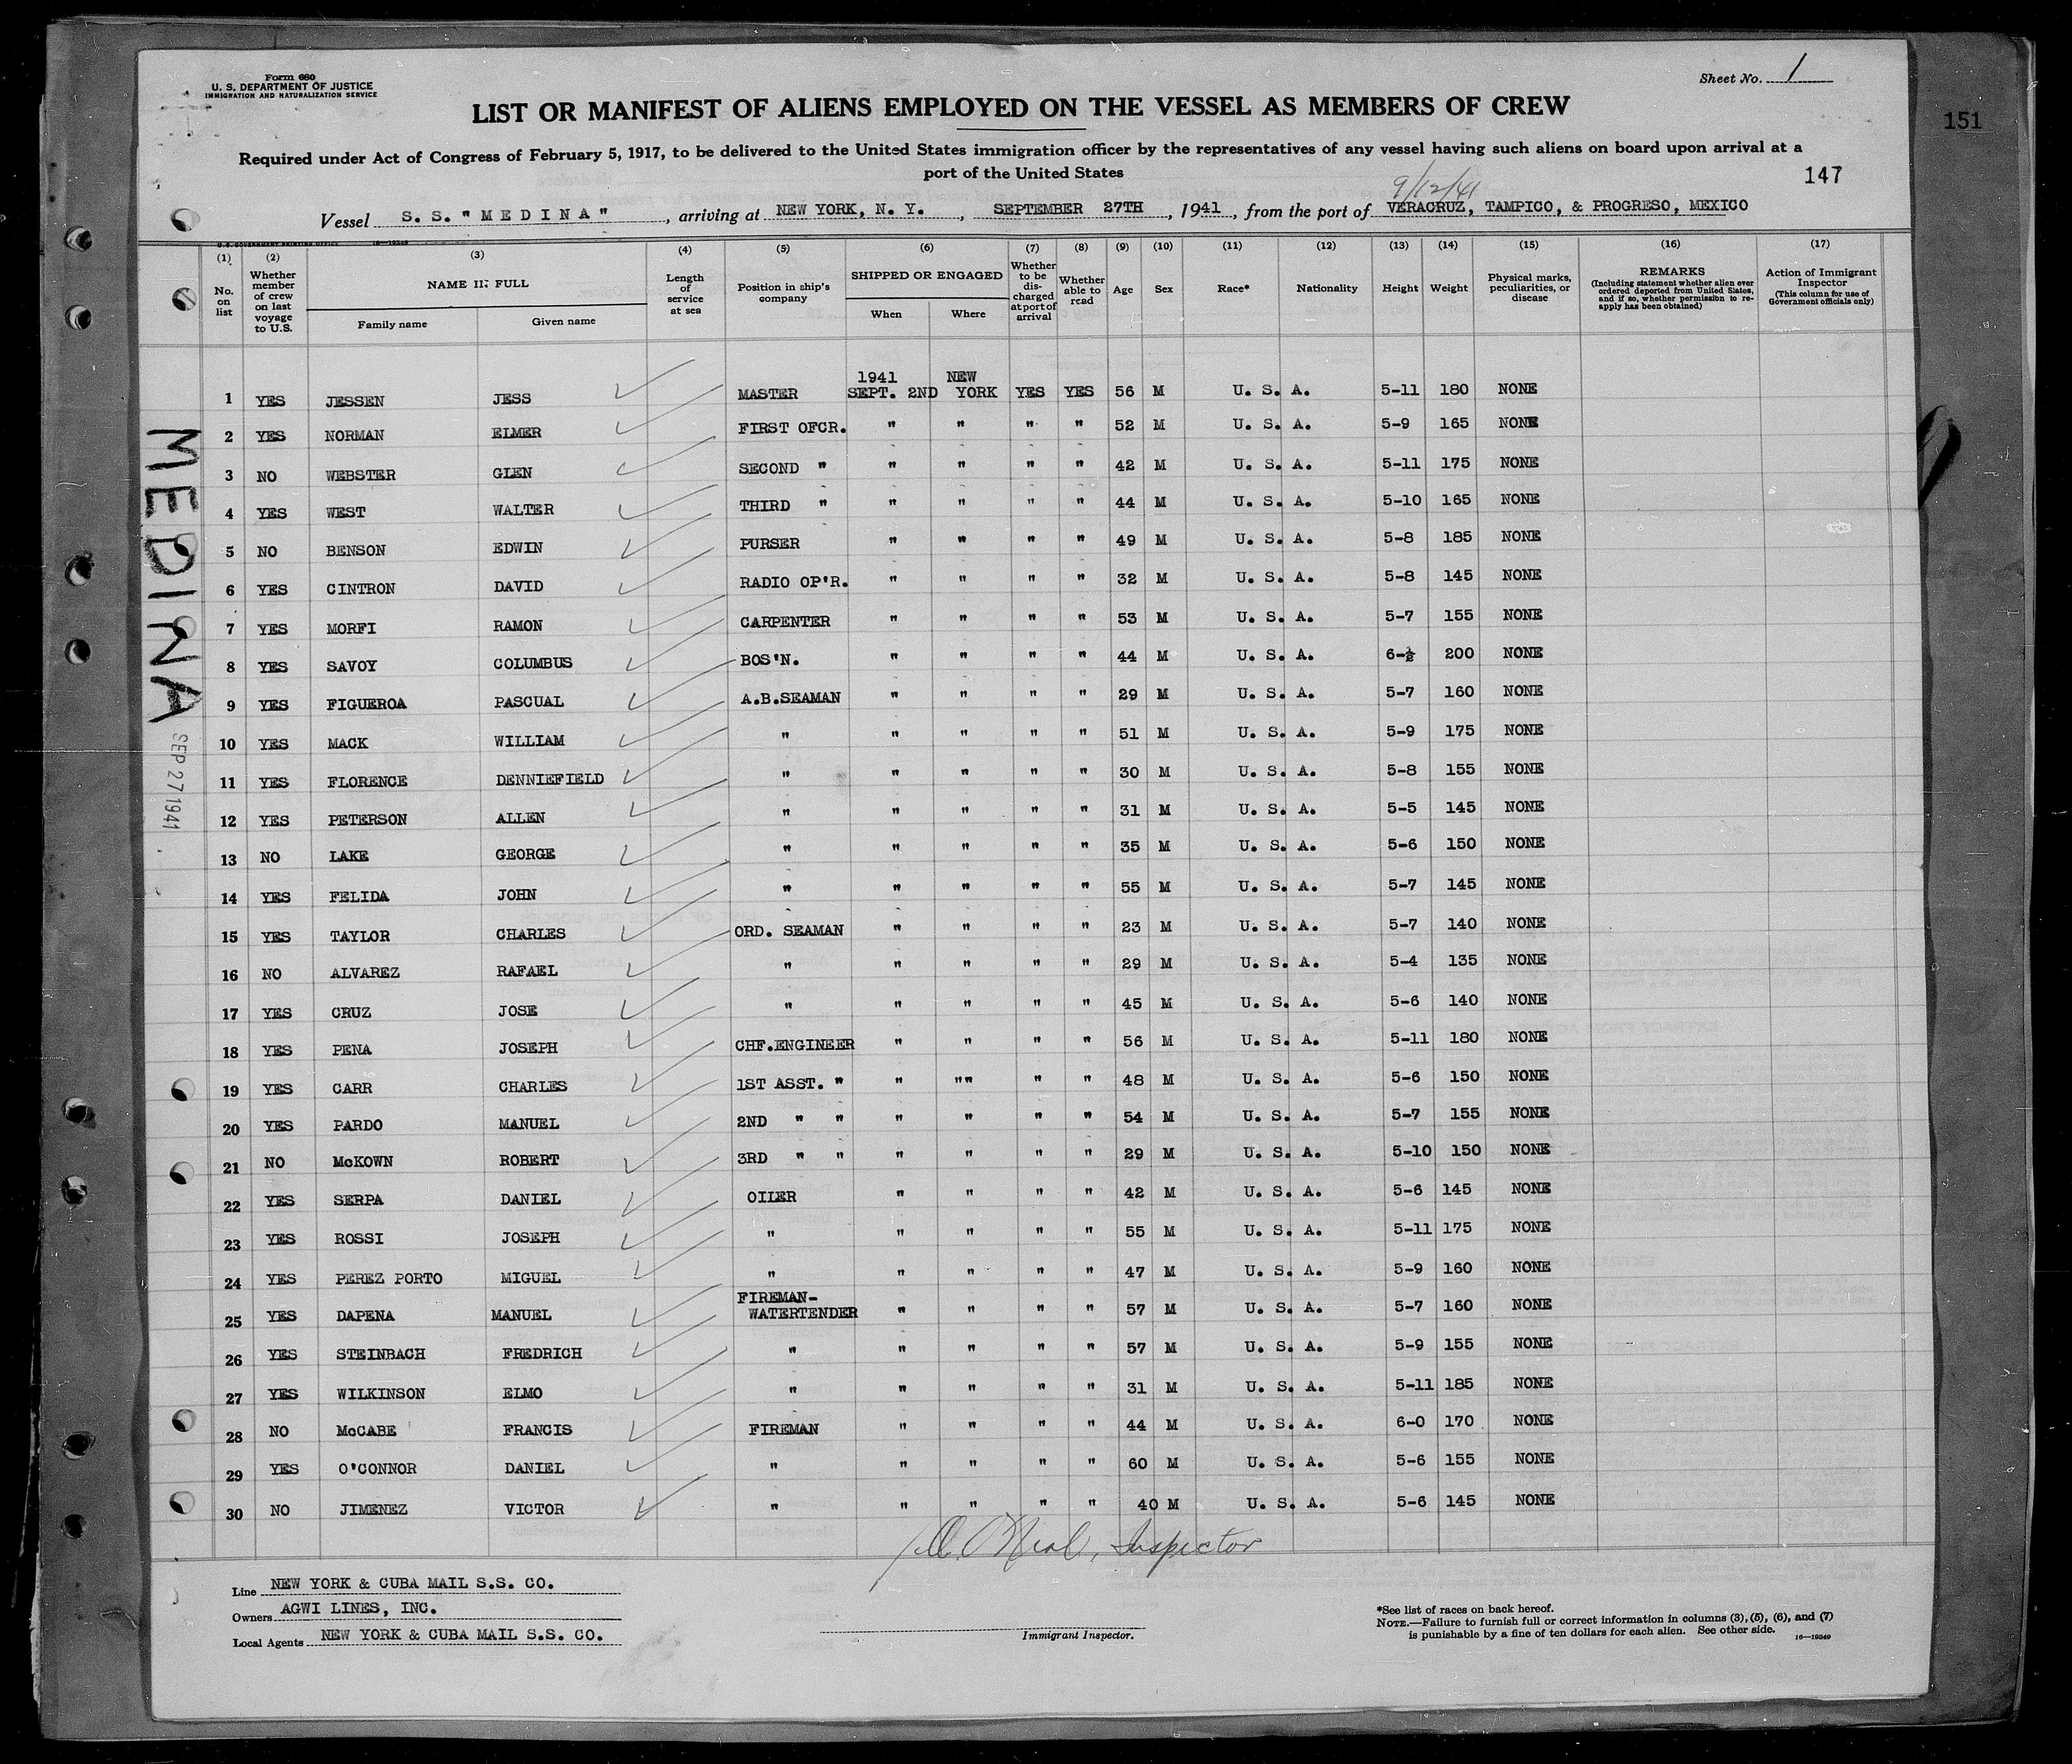 Form 680
U. S. DEPARTMENT OF JUSTICE
IMMIGRATION AND NATURALIZATION SERVICE
Sheet No. 1
LIST OR MANIFEST OF ALIENS EMPLOYED ON THE VESSEL AS MEMBERS OF CREW
151
Required under Act of Congress of February 5, 1917, to be delivered to the United States immigration officer by the representatives of any vessel having such aliens on board upon arrival at a
port of the United States
147
9/12/41
Vessel S. S. "MEDINA", arriving at NEW YORK, N. Y., SEPTEMBER 27TH, 1941, from the port of VERACRUZ, TAMPICO, & PROGRESO, MEXICO
U.S. GOVERNMENT PRINTING OFFICE 16—19349
(1) (2) (3) (4) (5) (6) (7) (8) (9) (10) (11) (12) (13) (14) (15) (16) (17)
No. on list
Whether member of crew on last voyage to U.S.
NAME IN FULL
Family name
Given name
Length of service at sea
Position in ship's company
SHIPPED OR ENGAGED
When
Where
Whether to be discharged at port of arrival
Whether able to read
Age
Sex
Race*
Nationality
Height
Weight
Physical marks, peculiarities, or disease
REMARKS
(Including statement whether alien ever ordered deported from United States, and if so, whether permission to reapply has been obtained)
Action of Immigrant Inspector
(This column for use of Government officials only)
1 YES JESSEN JESS MASTER 1941 SEPT. 2ND NEW YORK YES YES 56 M U. S. A. 5-11 180 NONE
2 YES NORMAN ELMER FIRST OFCR. " " " " 52 M U. S. A. 5-9 165 NONE
3 NO WEBSTER GLEN SECOND " " " " " 42 M U. S. A. 5-11 175 NONE
4 YES WEST WALTER THIRD " " " " " 44 M U. S. A. 5-10 165 NONE
5 NO BENSON EDWIN PURSER " " " " 49 M U. S. A. 5-8 185 NONE
6 YES CINTRON DAVID RADIO OP'R. " " " " 32 M U. S. A. 5-8 145 NONE
7 YES MORFI RAMON CARPENTER " " " " 53 M U. S. A. 5-7 155 NONE
8 YES SAVOY COLUMBUS BOS'N. " " " " 44 M U. S. A. 6-½ 200 NONE
9 YES FIGUEROA PASCUAL A.B.SEAMAN " " " " 29 M U. S. A. 5-7 160 NONE
10 YES MACK WILLIAM " " " " " 51 M U. S. A. 5-9 175 NONE
11 YES FLORENCE DENNIEFIELD " " " " " 30 M U. S. A. 5-8 155 NONE
12 YES PETERSON ALLEN " " " " " 31 M U. S. A. 5-5 145 NONE
13 NO LAKE GEORGE " " " " " 35 M U. S. A. 5-6 150 NONE
14 YES FELIDA JOHN " " " " " 55 M U. S. A. 5-7 145 NONE
15 YES TAYLOR CHARLES ORD. SEAMAN " " " " 23 M U. S. A. 5-7 140 NONE
16 NO ALVAREZ RAFAEL " " " " " 29 M U. S. A. 5-4 135 NONE
17 YES CRUZ JOSE " " " " " 45 M U. S. A. 5-6 140 NONE
18 YES PENA JOSEPH CHF.ENGINEER " " " " 56 M U. S. A. 5-11 180 NONE
19 YES CARR CHARLES 1ST ASST. " " "" " " 48 M U. S. A. 5-6 150 NONE
20 YES PARDO MANUEL 2ND " " " " " " 54 M U. S. A. 5-7 155 NONE
21 NO McKOWN ROBERT 3RD " " " " " " 29 M U. S. A. 5-10 150 NONE
22 YES SERPA DANIEL OILER " " " " 42 M U. S. A. 5-6 145 NONE
23 YES ROSSI JOSEPH " " " " " 55 M U. S. A. 5-11 175 NONE
24 YES PEREZ PORTO MIGUEL " " " " " 47 M U. S. A. 5-9 160 NONE
25 YES DAPENA MANUEL FIREMAN-WATERTENDER " " " " 57 M U. S. A. 5-7 160 NONE
26 YES STEINBACH FREDRICH " " " " " 57 M U. S. A. 5-9 155 NONE
27 YES WILKINSON ELMO " " " " " 31 M U. S. A. 5-11 185 NONE
28 NO McCABE FRANCIS FIREMAN " " " " 44 M U. S. A. 6-0 170 NONE
29 YES O'CONNOR DANIEL " " " " " 60 M U. S. A. 5-6 155 NONE
30 NO JIMENEZ VICTOR " " " " " 40 M U. S. A. 5-6 145 NONE
MEDINA
SEP 27 1941
O'Neal, Inspector
Line NEW YORK & CUBA MAIL S.S. CO.
Owners AGWI LINES, INC.
Local Agents NEW YORK & CUBA MAIL S.S. CO.
Immigrant Inspector.
*See list of races on back hereof.
NOTE.—Failure to furnish full or correct information in columns (3), (5), (6), and (7)
is punishable by a fine of ten dollars for each alien. See other side. 16—19349